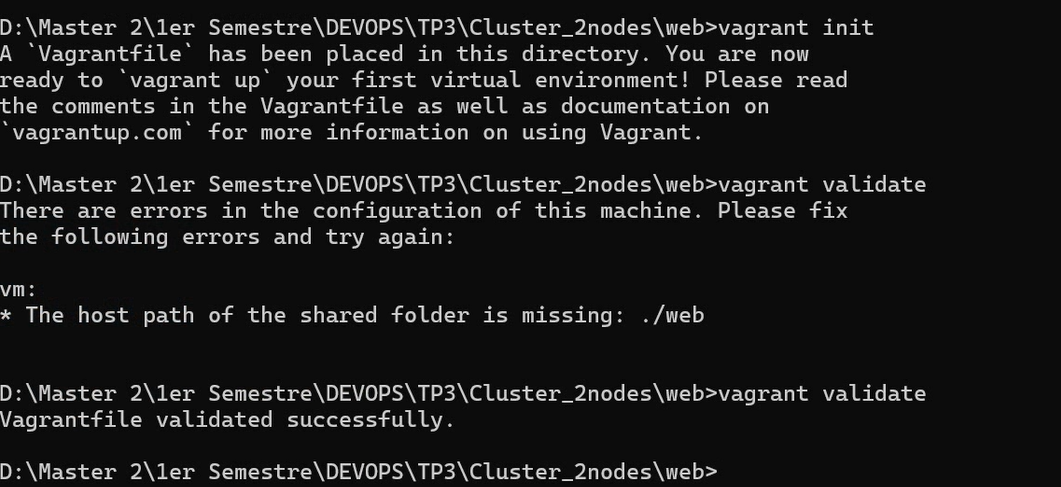 D:\Master 2\1er Semestre\DEVOPS\TP3\Cluster_2nodes\web>vagrant init
A `Vagrantfile` has been placed in this directory. You are now
ready to `vagrant up` your first virtual environment! Please read
the comments in the Vagrantfile as well as documentation on
`vagrantup.com` for more information on using Vagrant.
D:\Master 2\1er Semestre\DEVOPS\TP3\Cluster_2nodes\web>vagrant validate
There are errors in the configuration of this machine. Please fix
the following errors and try again:
vm:
* The host path of the shared folder is missing: ./web
D:\Master 2\1er Semestre\DEVOPS\TP3\Cluster_2nodes\web>vagrant validate
Vagrantfile validated successfully.
D:\Master 2\1er Semestre\DEVOPS\TP3\Cluster_2nodes\web>